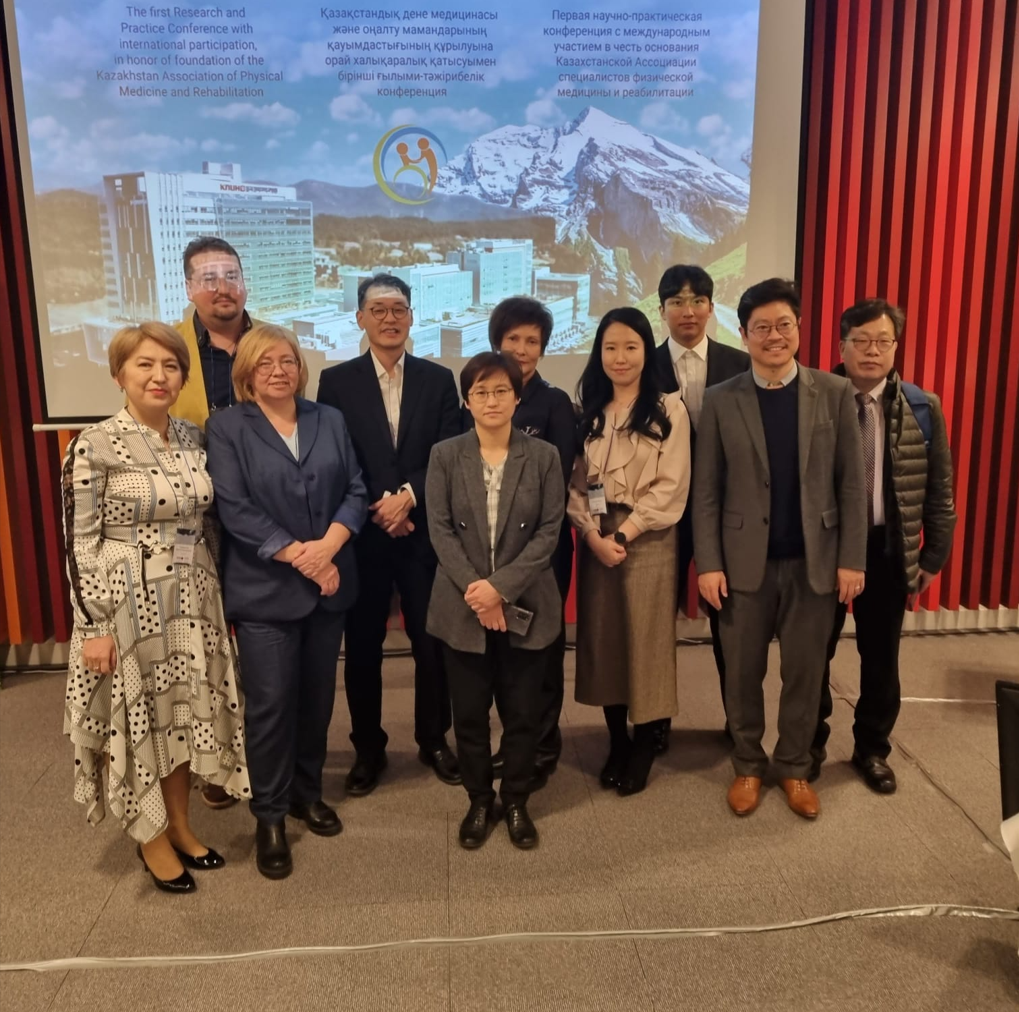 The first Research and
Practice Conference with
international participation,
in honor of foundation of the
Kazakhstan Association of Physical
Medicine and Rehabilitation
Қазақстандық дене медицинасы
және оңалту мамандарының
қауымдастығының құрылуына
орай халықаралық қатысуымен
бірінші ғылыми-тәжірибелік
конференция
Первая научно-практическая
конференция с международным
участием в честь основания
Казахстанской Ассоциации
специалистов физической
медицины и реабилитации